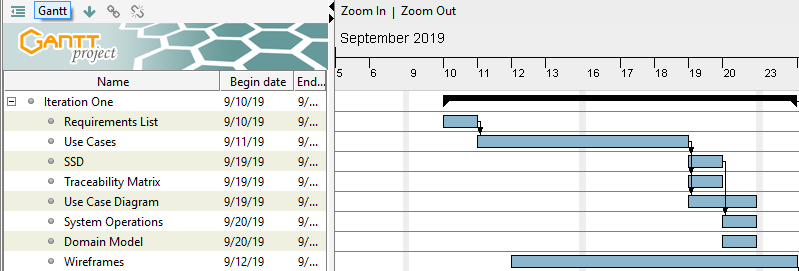 Gantt
Zoom In | Zoom Out
GANTT project
September 2019
5 6 9 10 11 12 13 16 17 18 19 20 23
Name Begin date End...
Iteration One 9/10/19 9/...
Requirements List 9/10/19 9/...
Use Cases 9/11/19 9/...
SSD 9/19/19 9/...
Traceability Matrix 9/19/19 9/...
Use Case Diagram 9/19/19 9/...
System Operations 9/20/19 9/...
Domain Model 9/20/19 9/...
Wireframes 9/12/19 9/...